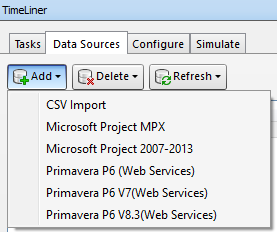 TimeLiner
Tasks Data Sources Configure Simulate
Add Delete Refresh
CSV Import
Microsoft Project MPX
Microsoft Project 2007-2013
Primavera P6 (Web Services)
Primavera P6 V7(Web Services)
Primavera P6 V8.3(Web Services)